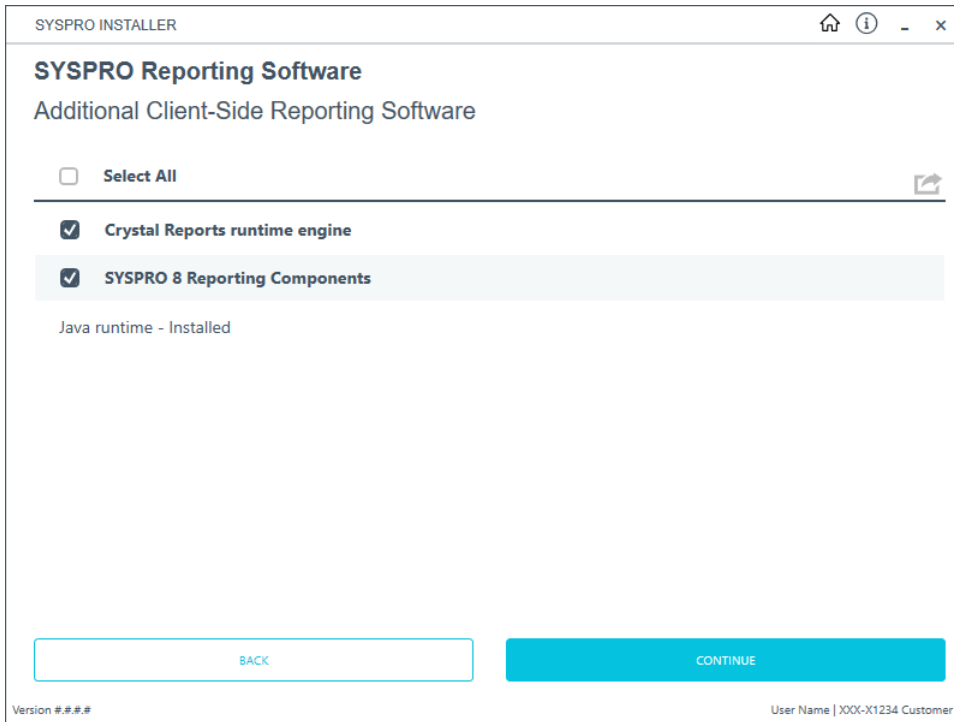 SYSPRO INSTALLER
SYSPRO Reporting Software
Additional Client-Side Reporting Software
Select All
Crystal Reports runtime engine
SYSPRO 8 Reporting Components
Java runtime - Installed
BACK
CONTINUE
Version #.#.#.#
User Name | XXX-X1234 Customer